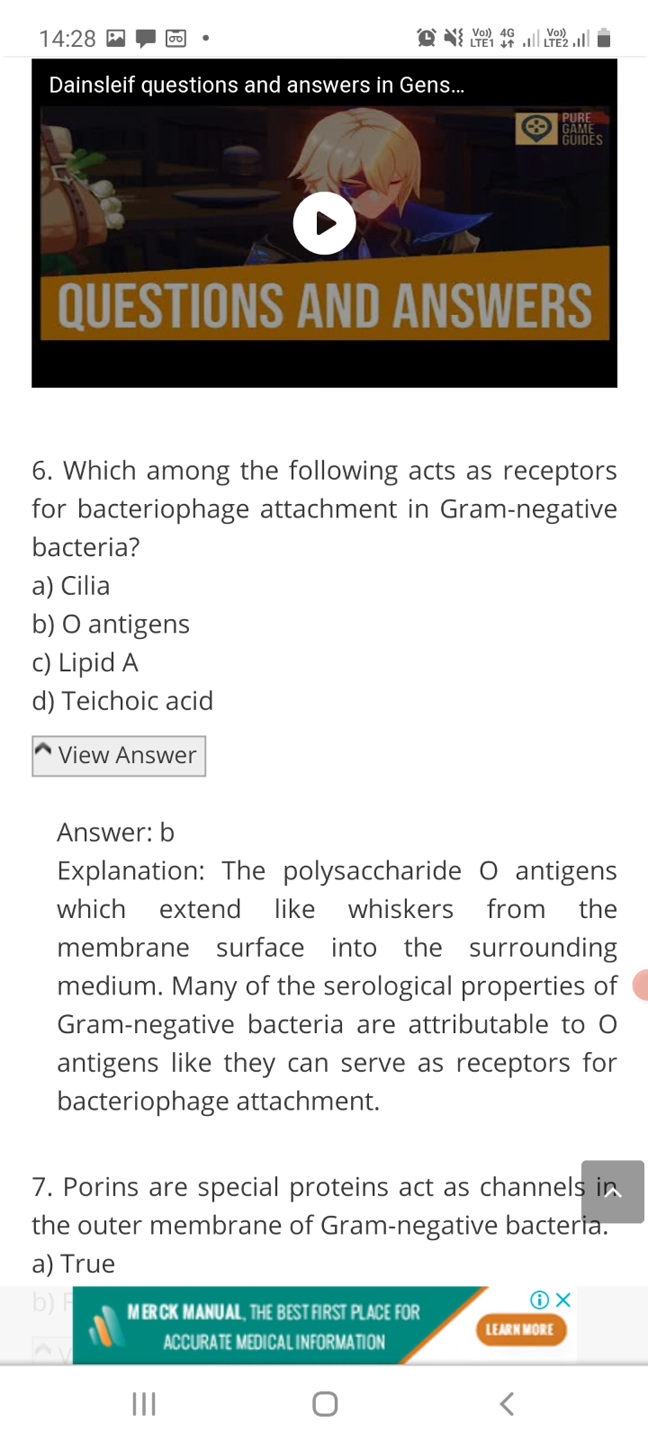 14:28
Vo)) 4G Vo))
LTE1 LTE2
Dainsleif questions and answers in Gens...
PURE
GAME
GUIDES
QUESTIONS AND ANSWERS
6. Which among the following acts as receptors
for bacteriophage attachment in Gram-negative
bacteria?
a) Cilia
b) O antigens
c) Lipid A
d) Teichoic acid
View Answer
Answer: b
Explanation: The polysaccharide O antigens
which extend like whiskers from the
membrane surface into the surrounding
medium. Many of the serological properties of
Gram-negative bacteria are attributable to O
antigens like they can serve as receptors for
bacteriophage attachment.
7. Porins are special proteins act as channels in
the outer membrane of Gram-negative bacteria.
a) True
b)
MERCK MANUAL, THE BEST FIRST PLACE FOR
ACCURATE MEDICAL INFORMATION
LEARN MORE